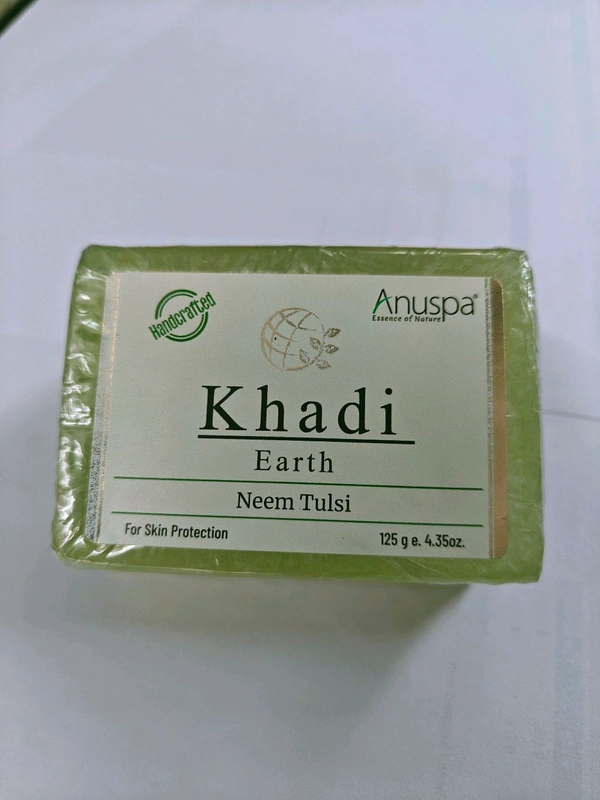 Handcrafted
Anuspa®
Essence of Nature
Khadi
Earth
Neem Tulsi
For Skin Protection
125 g e. 4.35oz.